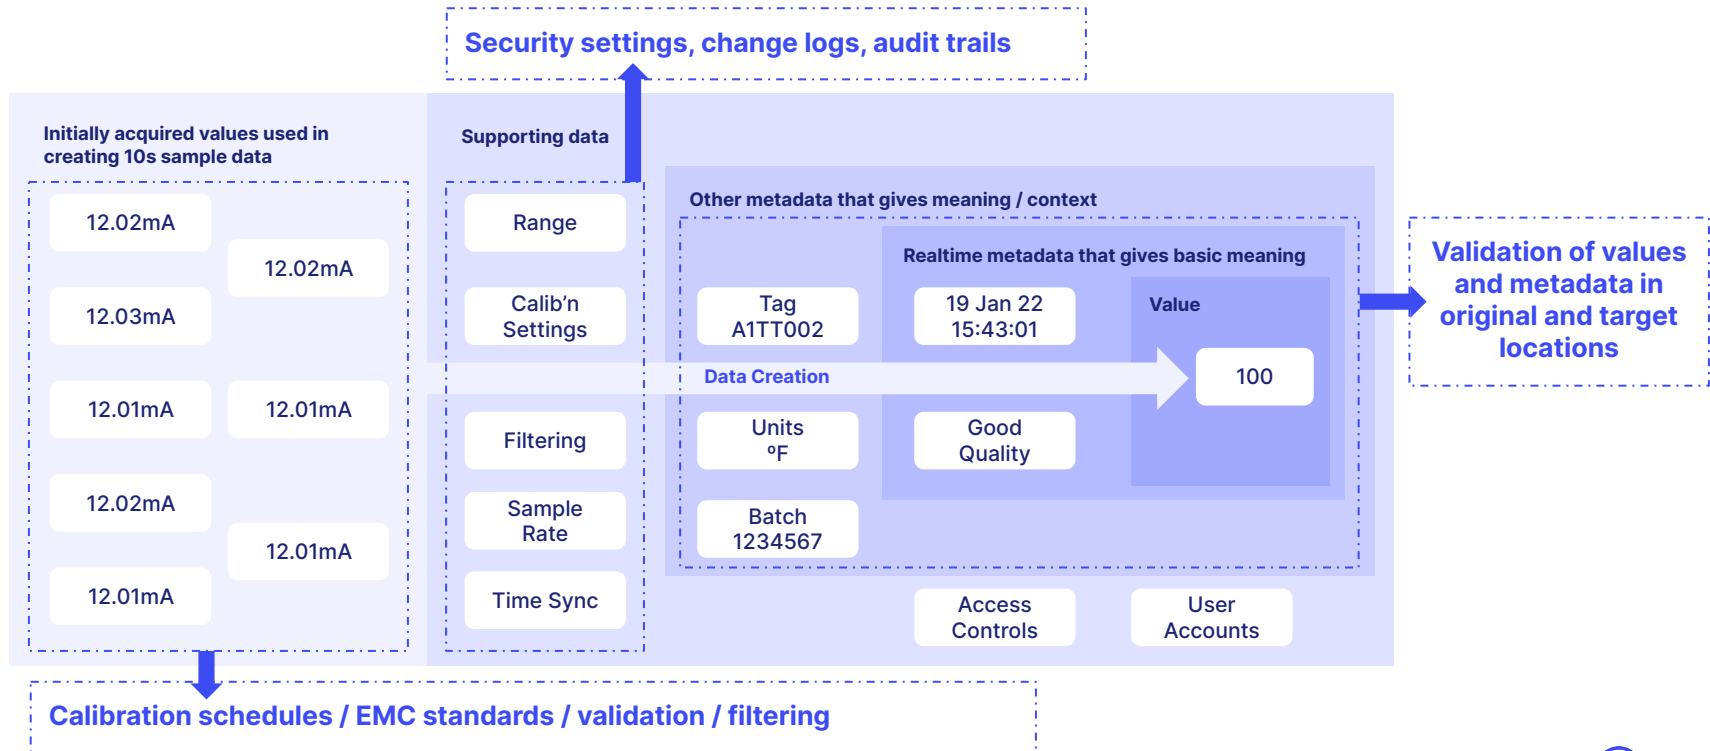 Security settings, change logs, audit trails
Initially acquired values used in
creating 10s sample data
12.02mA
12.02mA
12.03mA
12.01mA
12.01mA
12.02mA
12.01mA
12.01mA
Supporting data
Range
Calib’n
Settings
Filtering
Sample
Rate
Time Sync
Other metadata that gives meaning / context
Tag
A1TT002
Data Creation
Units
ºF
Batch
1234567
Realtime metadata that gives basic meaning
19 Jan 22
15:43:01
Good
Quality
Value
100
Access
Controls
User
Accounts
Validation of values
and metadata in
original and target
locations
Calibration schedules / EMC standards / validation / filtering